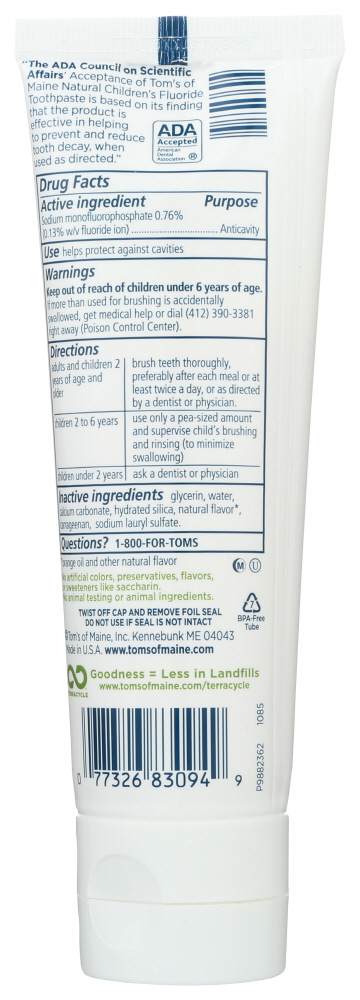 "The ADA Council on Scientific
Affairs' Acceptance of Tom's of
Maine Natural Children's Fluoride
Toothpaste is based on its finding
that the product is
effective in helping
to prevent and reduce
tooth decay, when
used as directed."
ADA
Accepted
American
Dental
Association ®
Drug Facts
Active ingredient Purpose
Sodium monofluorophosphate 0.76%
(0.13% w/v fluoride ion) Anticavity
Use helps protect against cavities
Warnings
Keep out of reach of children under 6 years of age.
If more than used for brushing is accidentally
swallowed, get medical help or dial (412) 390-3381
right away (Poison Control Center).
Directions
adults and children 2 years of age and older
brush teeth thoroughly,
preferably after each meal or at
least twice a day, or as directed
by a dentist or physician.
children 2 to 6 years
use only a pea-sized amount
and supervise child's brushing
and rinsing (to minimize
swallowing)
children under 2 years ask a dentist or physician
Inactive ingredients glycerin, water,
calcium carbonate, hydrated silica, natural flavor*,
carrageenan, sodium lauryl sulfate.
Questions? 1-800-FOR-TOMS
orange oil and other natural flavor
No artificial colors, preservatives, flavors,
or sweeteners like saccharin.
No animal testing or animal ingredients.
TWIST OFF CAP AND REMOVE FOIL SEAL
DO NOT USE IF SEAL IS NOT INTACT
M U
7
BPA-Free
Tube
©Tom's of Maine, Inc. Kennebunk ME 04043
Made in U.S.A. www.tomsofmaine.com
TERRACYCLE
Goodness = Less in Landfills
www.tomsofmaine.com/terracycle
0 77326 83094 9
P9882362 1085